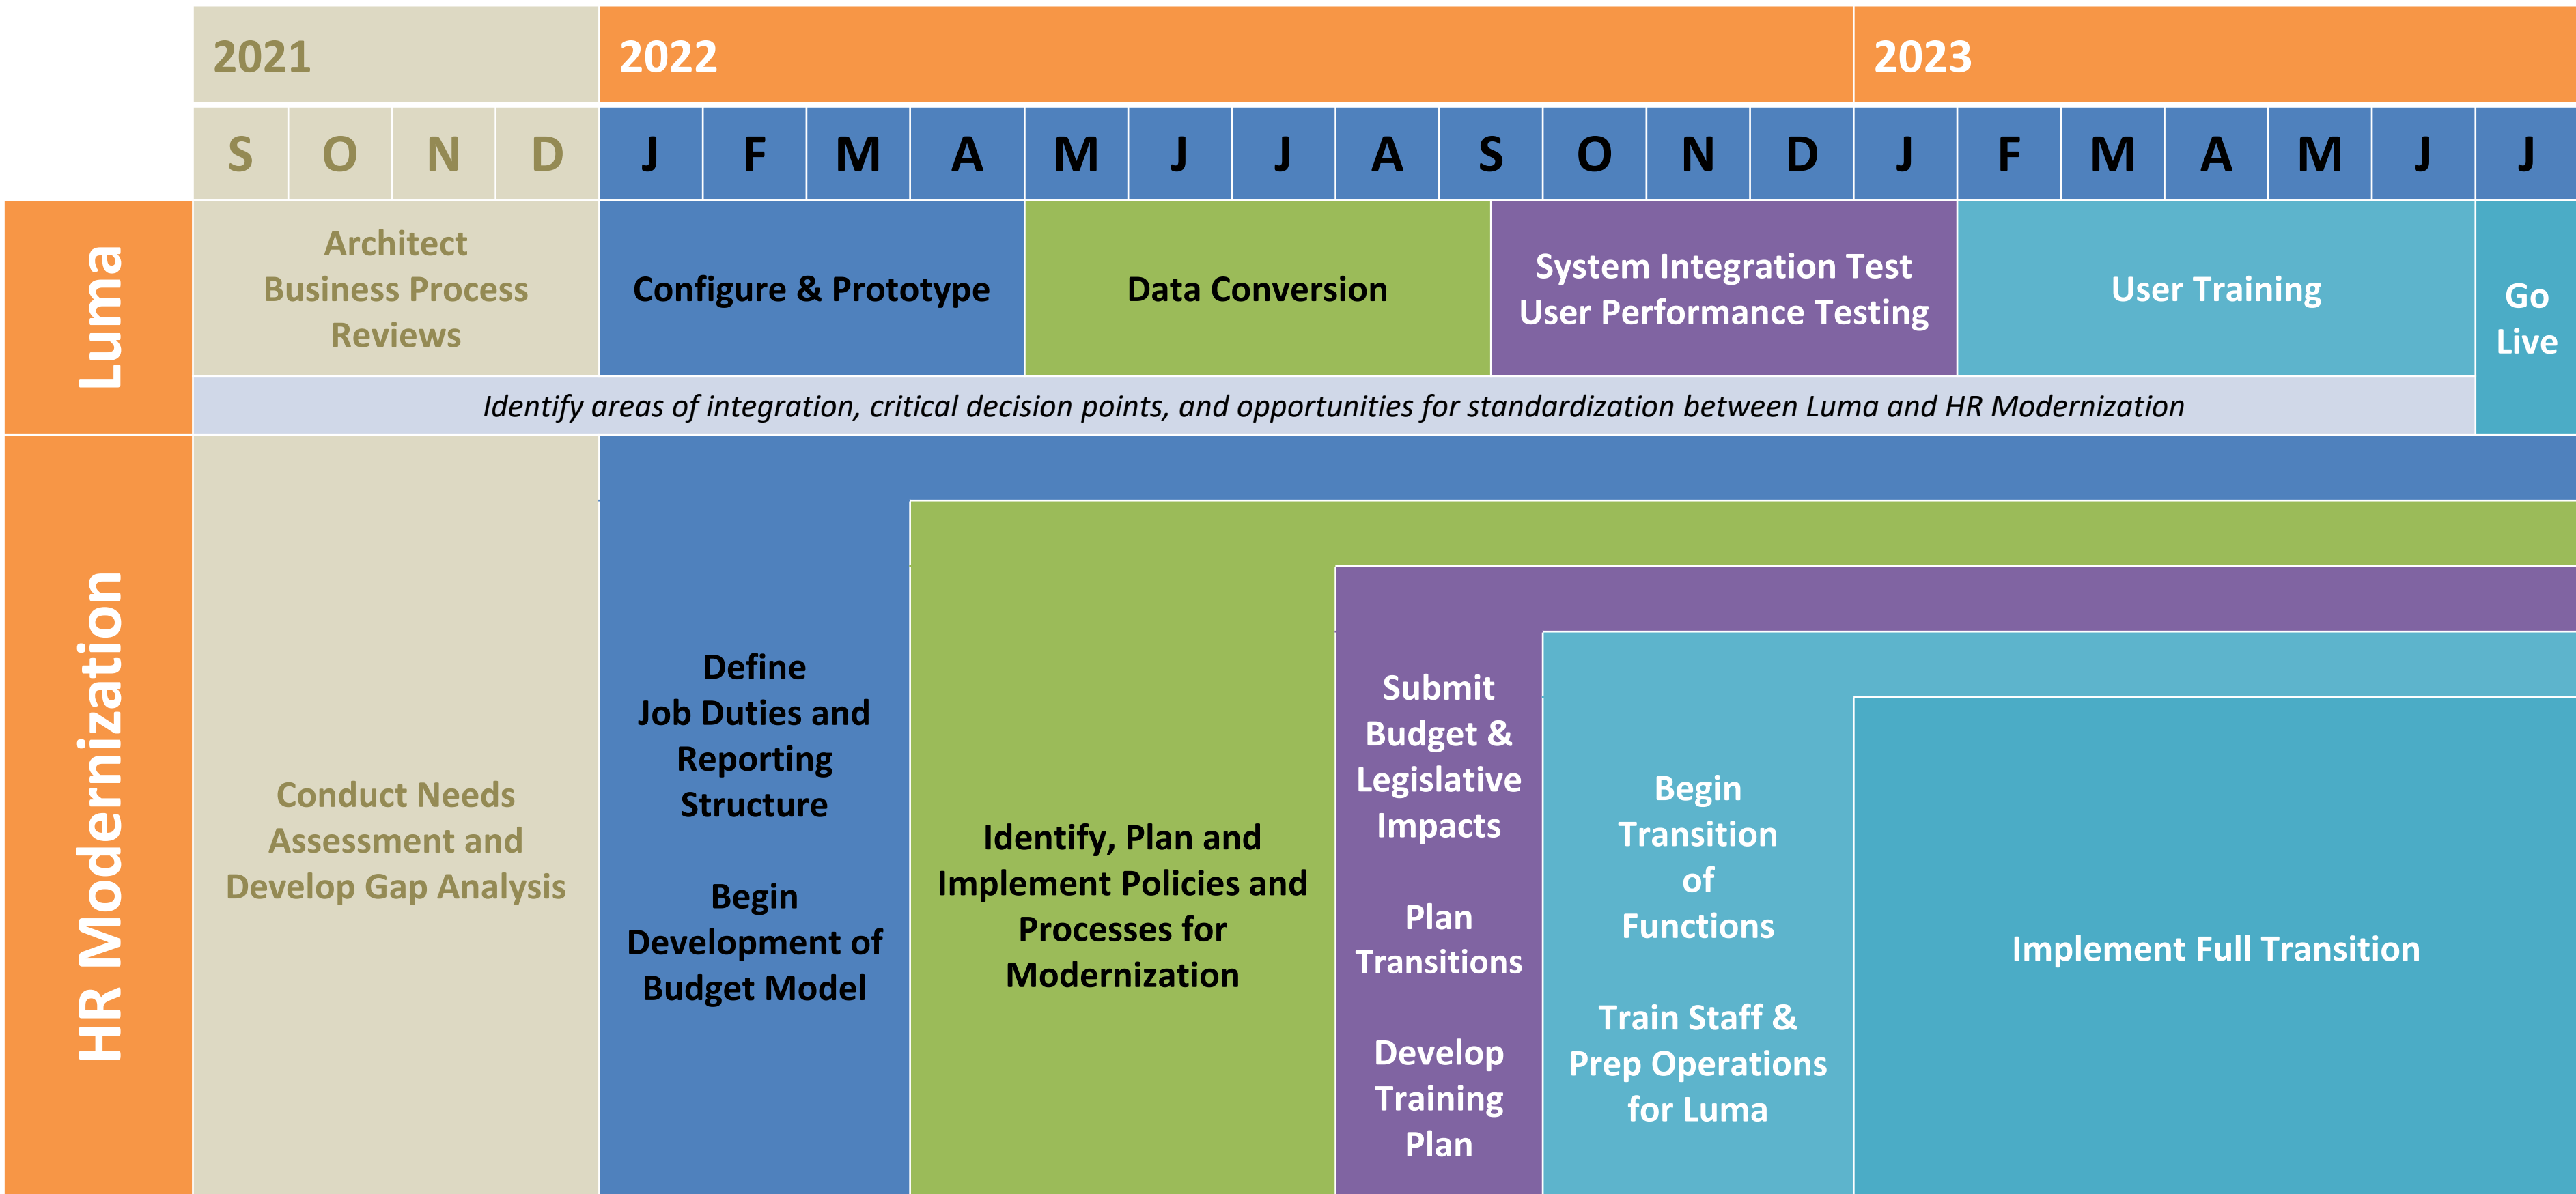 2021
2022
2023
S O N D J F M A M J J A S O N D J F M A M J J
Luma
Architect
Business Process
Reviews
Configure & Prototype
Data Conversion
System Integration Test
User Performance Testing
User Training
Go
Live
Identify areas of integration, critical decision points, and opportunities for standardization between Luma and HR Modernization
HR Modernization
Conduct Needs
Assessment and
Develop Gap Analysis
Define
Job Duties and
Reporting
Structure
Begin
Development of
Budget Model
Identify, Plan and
Implement Policies and
Processes for
Modernization
Submit
Budget &
Legislative
Impacts
Plan
Transitions
Develop
Training
Plan
Begin
Transition
of
Functions
Train Staff &
Prep Operations
for Luma
Implement Full Transition